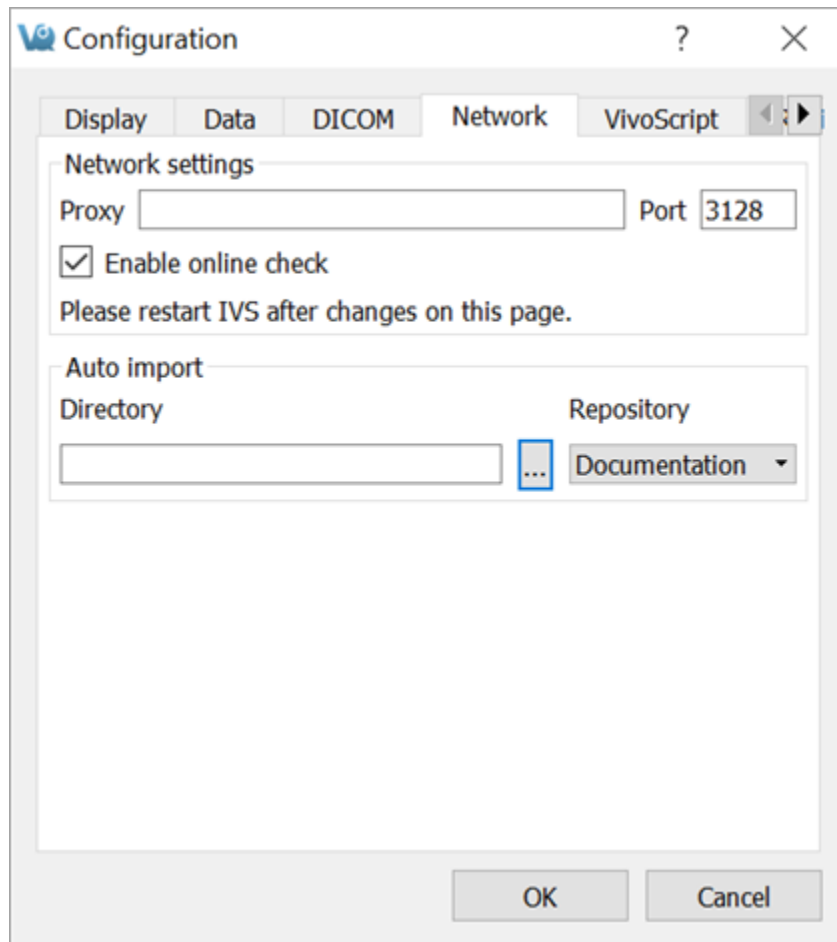 Configuration
Display Data DICOM Network VivoScript
Network settings
Proxy Port 3128
Enable online check
Please restart IVS after changes on this page.
Auto import
Directory Repository
... Documentation
OK Cancel